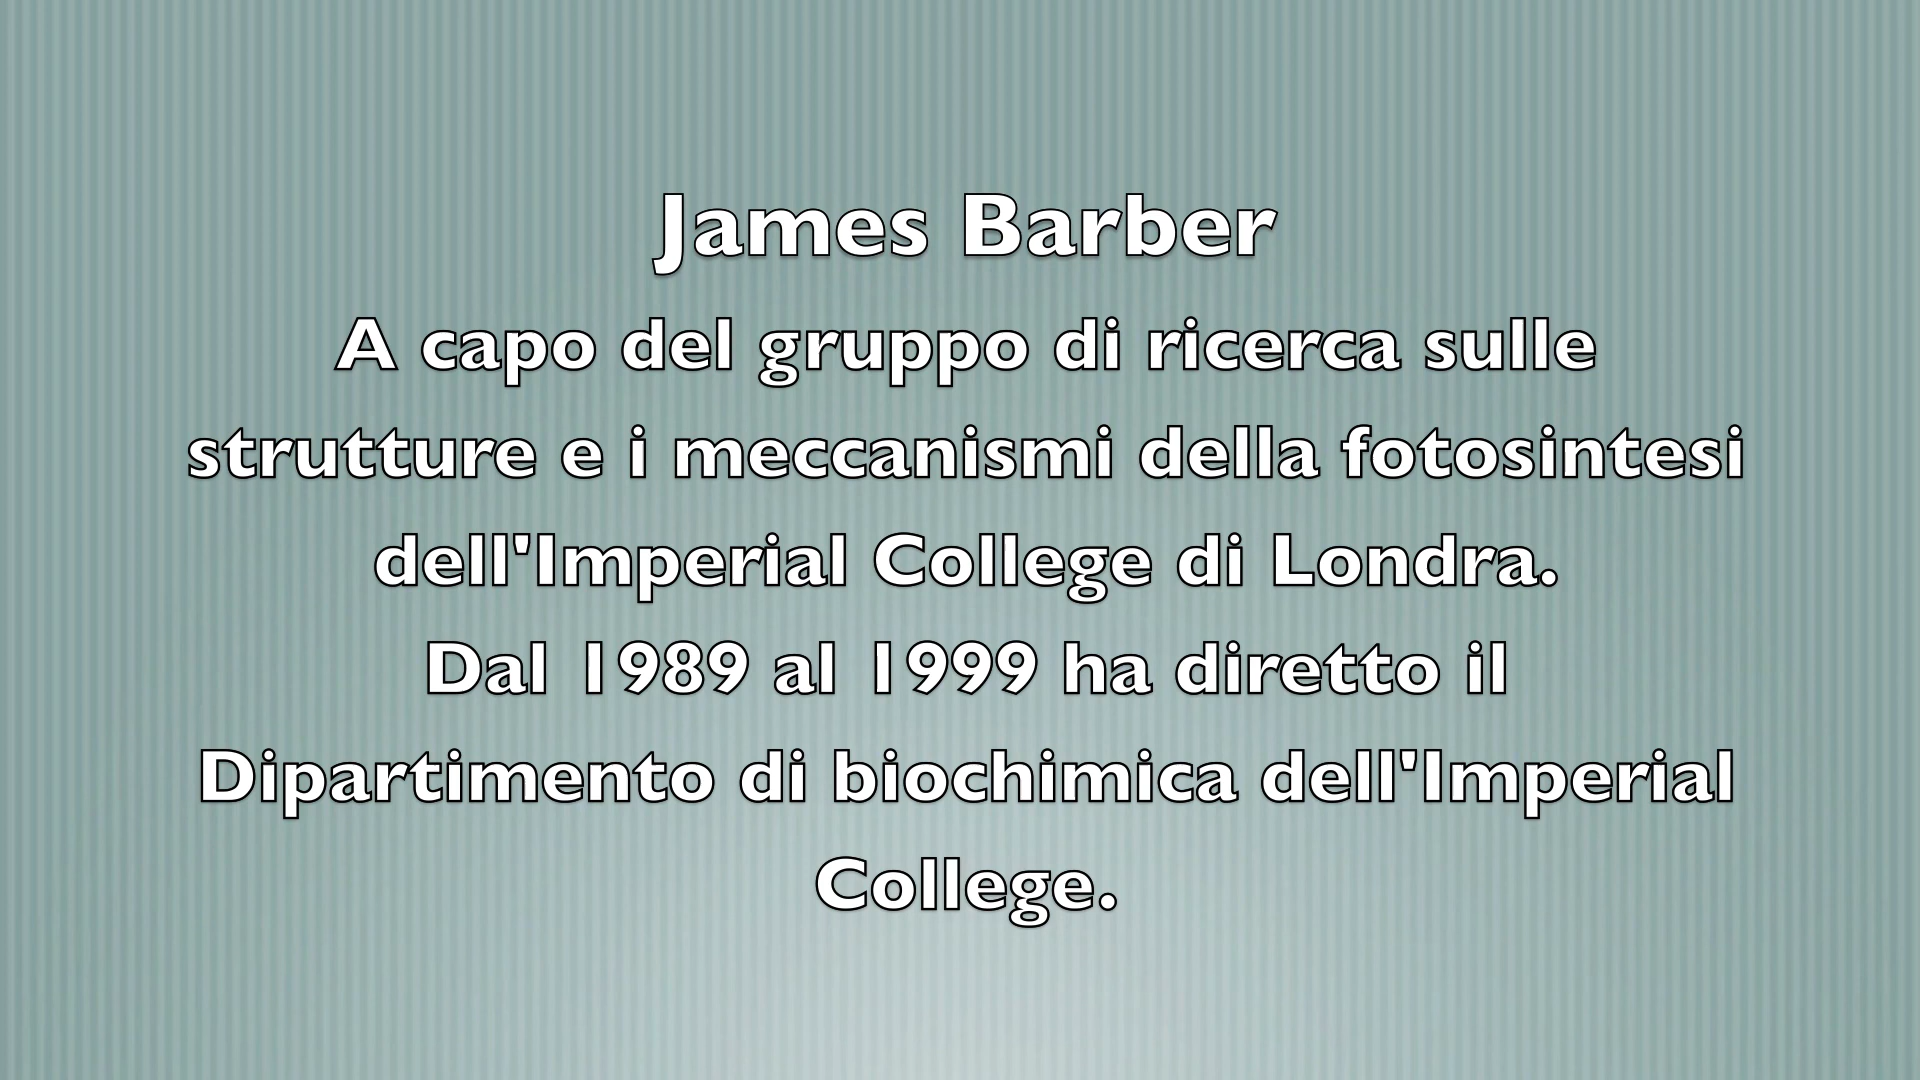 James Barber
A capo del gruppo di ricerca sulle
strutture e i meccanismi della fotosintesi
dell'Imperial College di Londra.
Dal 1989 al 1999 ha diretto il
Dipartimento di biochimica dell'Imperial
College.